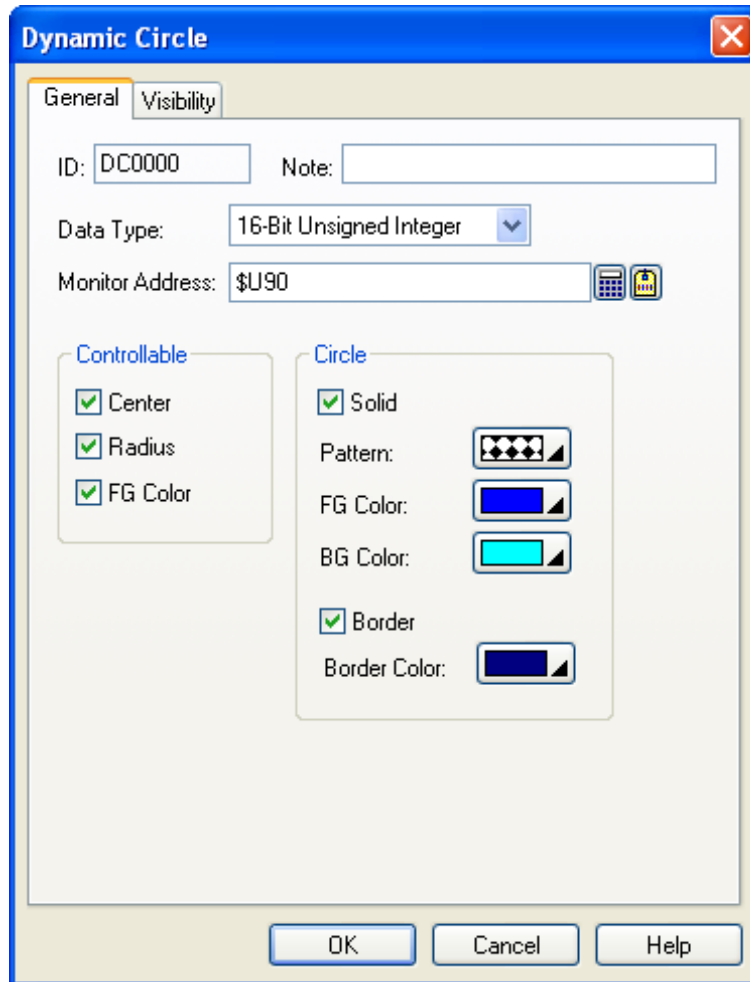 Dynamic Circle
General Visibility
ID: DC0000 Note:
Data Type: 16-Bit Unsigned Integer
Monitor Address: $U90
Controllable
Center
Radius
FG Color
Circle
Solid
Pattern:
FG Color:
BG Color:
Border
Border Color:
OK Cancel Help